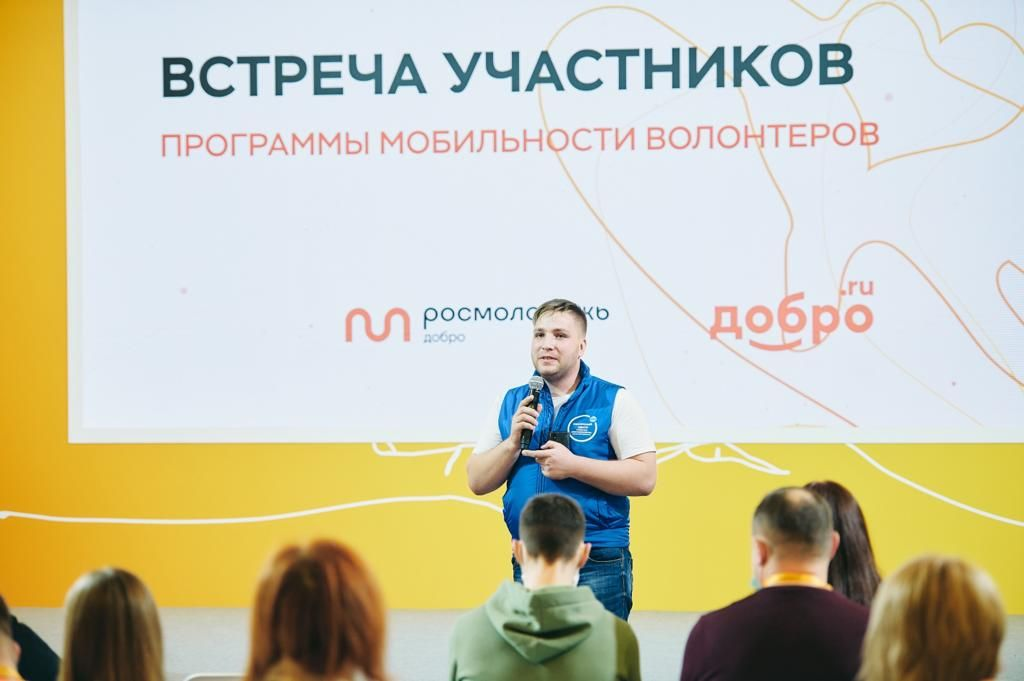 ВСТРЕЧА УЧАСТНИКОВ
ПРОГРАММЫ МОБИЛЬНОСТИ ВОЛОНТЕРОВ
добро
добро.ru